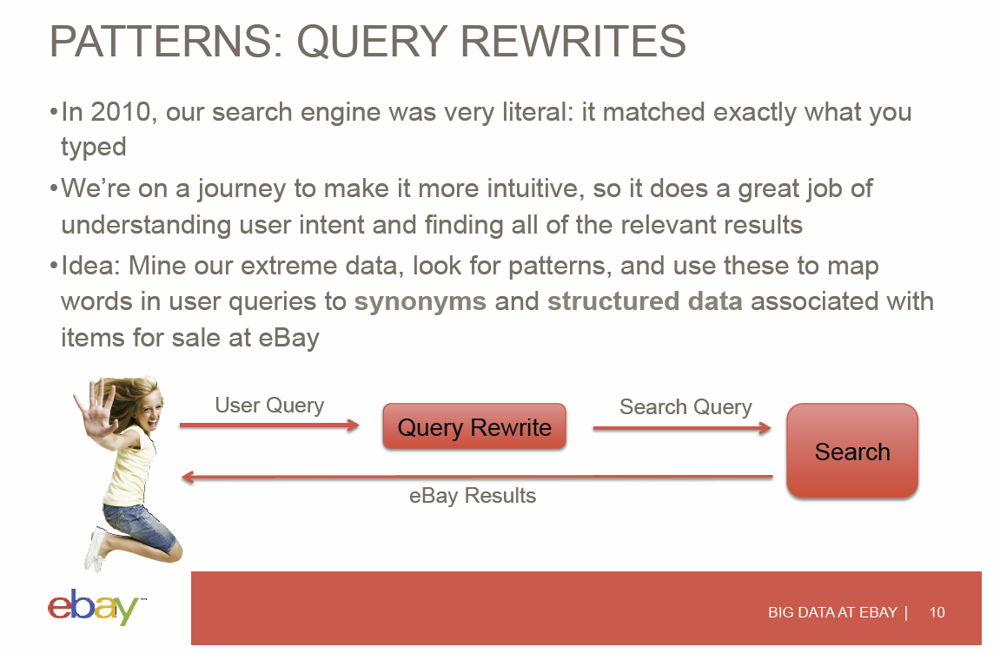 PATTERNS: QUERY REWRITES
•In 2010, our search engine was very literal: it matched exactly what you
typed
•We’re on a journey to make it more intuitive, so it does a great job of
understanding user intent and finding all of the relevant results
•Idea: Mine our extreme data, look for patterns, and use these to map
words in user queries to synonyms and structured data associated with
items for sale at eBay
User Query
Query Rewrite
Search Query
Search
eBay Results
ebay™
BIG DATA AT EBAY | 10